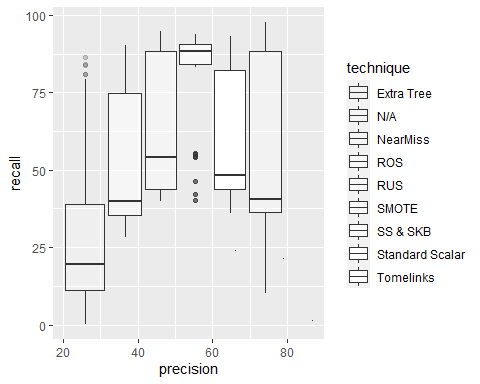 100
75
50
25
0
recall
20
40
60
80
precision
technique
Extra Tree
N/A
NearMiss
ROS
RUS
SMOTE
SS & SKB
Standard Scalar
Tomelinks